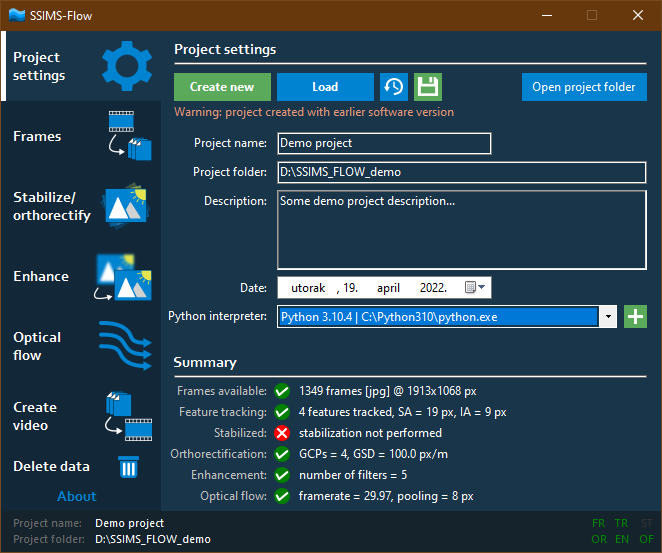 SSIMS-Flow
Project settings
Frames
Stabilize/
orthorectify
Enhance
Optical
flow
Create
video
Delete data
About
Project settings
Create new
Load
Open project folder
Warning: project created with earlier software version
Project name: Demo project
Project folder: D:\SSIMS_FLOW_demo
Description: Some demo project description...
Date: utorak , 19. april 2022.
Python interpreter: Python 3.10.4 | C:\Python310\python.exe
Summary
Frames available: 1349 frames [jpg] @ 1913x1068 px
Feature tracking: 4 features tracked, SA = 19 px, IA = 9 px
Stabilized: stabilization not performed
Orthorectification: GCPs = 4, GSD = 100.0 px/m
Enhancement: number of filters = 5
Optical flow: framerate = 29.97, pooling = 8 px
Project name: Demo project
Project folder: D:\SSIMS_FLOW_demo
FR TR ST
OR EN OF